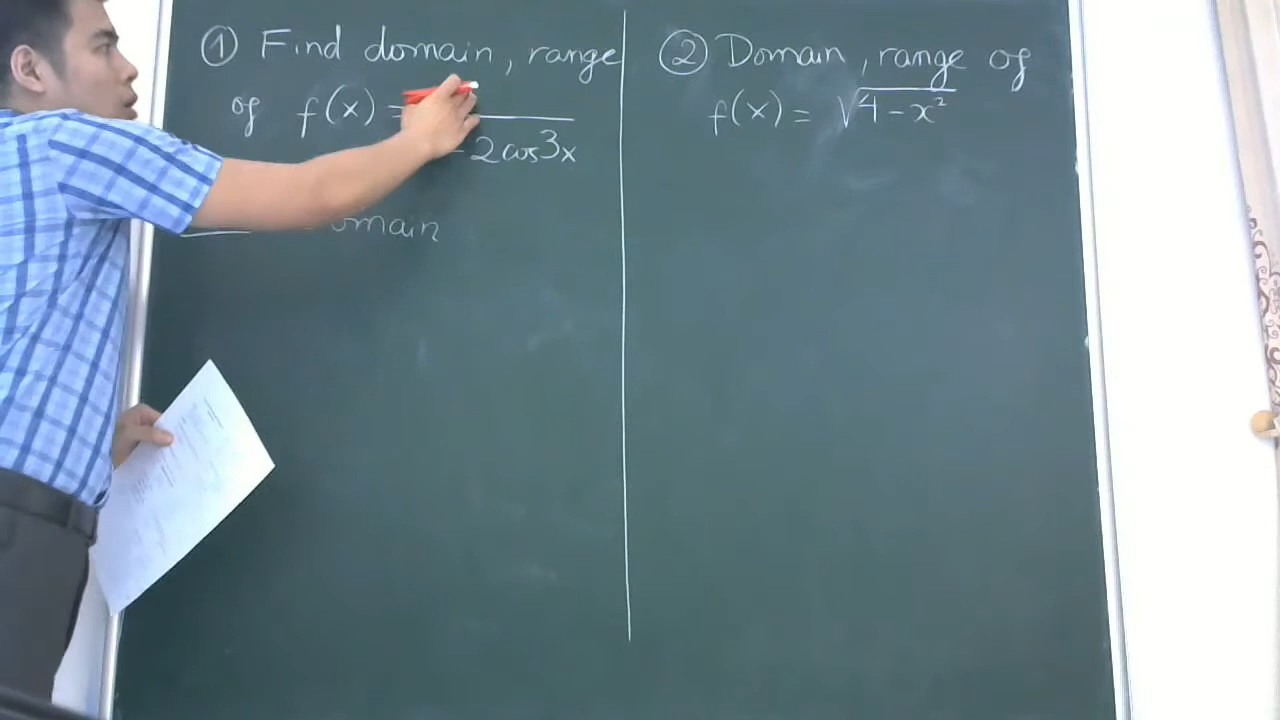 ① Find domain, range
of f(x) =
- 2cos3x
omain
② Domain, range of
f(x) = √4-x²